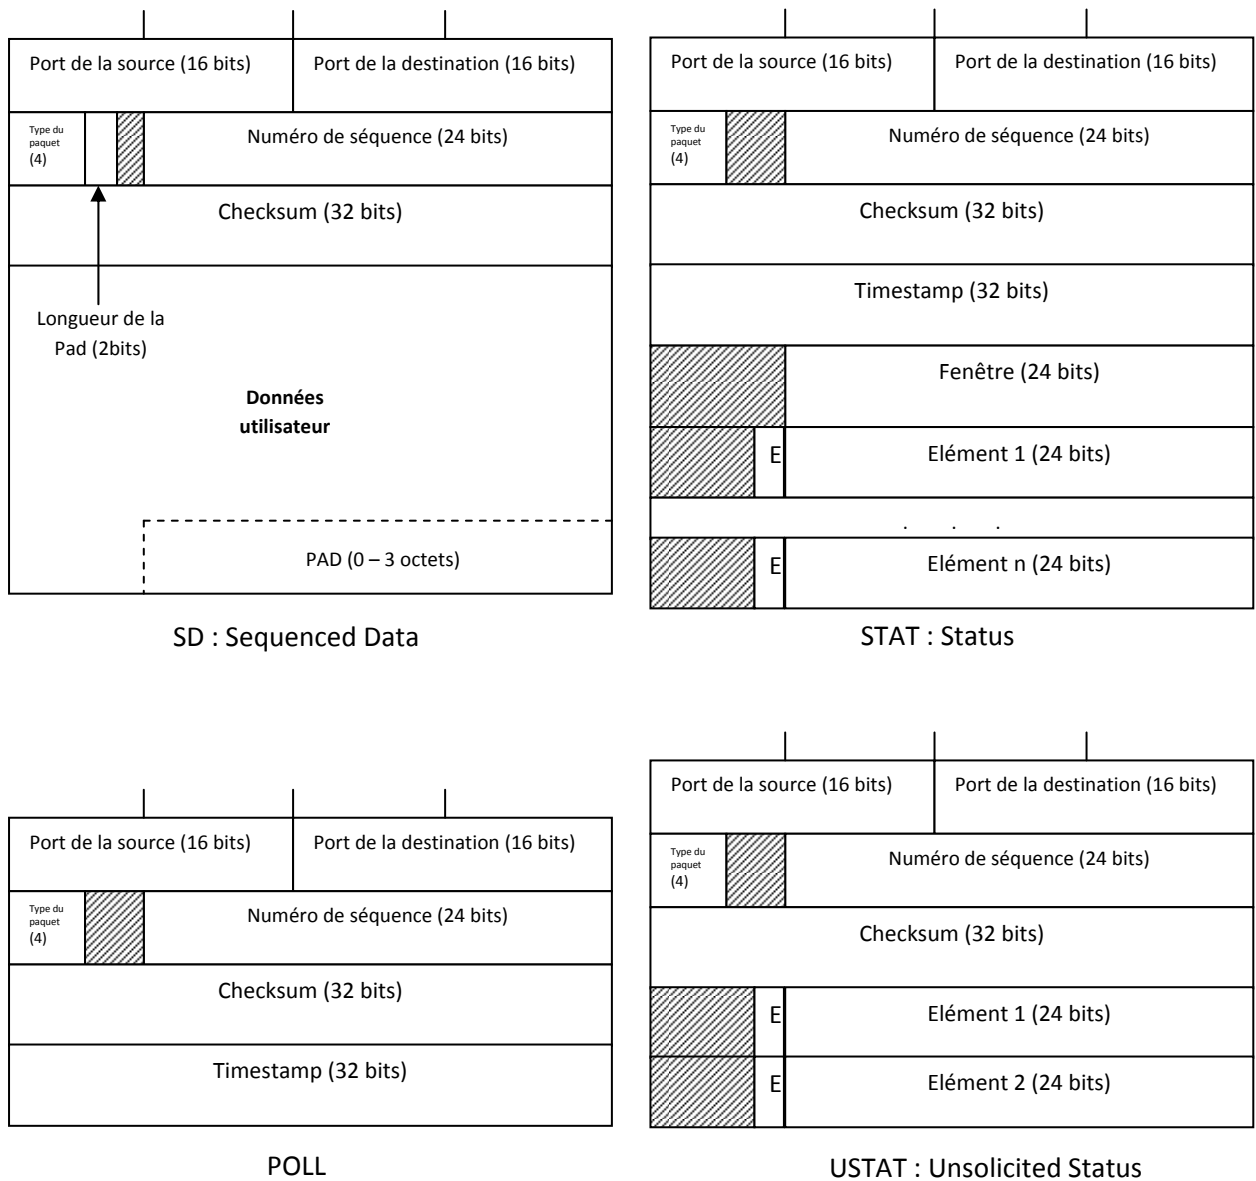 Port de la source (16 bits)
Port de la destination (16 bits)
Type du
paquet
(4)
Numéro de séquence (24 bits)
Checksum (32 bits)
Longueur de la
Pad (2bits)
Données
utilisateur
PAD (0 – 3 octets)
SD : Sequenced Data
Port de la source (16 bits)
Port de la destination (16 bits)
Type du
paquet
(4)
Numéro de séquence (24 bits)
Checksum (32 bits)
Timestamp (32 bits)
Fenêtre (24 bits)
E
Elément 1 (24 bits)
. . .
E
Elément n (24 bits)
STAT : Status
Port de la source (16 bits)
Port de la destination (16 bits)
Type du
paquet
(4)
Numéro de séquence (24 bits)
Checksum (32 bits)
Timestamp (32 bits)
POLL
Port de la source (16 bits)
Port de la destination (16 bits)
Type du
paquet
(4)
Numéro de séquence (24 bits)
Checksum (32 bits)
E
Elément 1 (24 bits)
E
Elément 2 (24 bits)
USTAT : Unsolicited Status